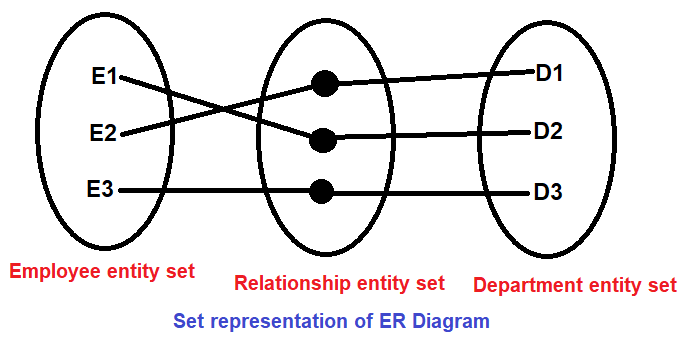 E1
E2
E3
D1
D2
D3
Employee entity set
Relationship entity set
Department entity set
Set representation of ER Diagram